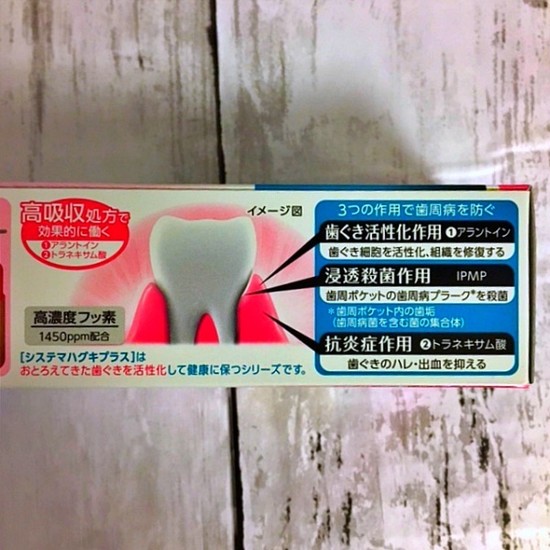 高吸収処方で
効果的に働く
①アラントイン
②トラネキサム酸
高濃度フッ素
1450ppm配合
イメージ図
3つの作用で歯周病を防ぐ
歯ぐき活性化作用 ❶アラントイン
歯ぐき細胞を活性化、組織を修復する
浸透殺菌作用 IPMP
歯周ポケットの歯周病プラーク*を殺菌
*歯周ポケット内の歯垢
(歯周病菌を含む菌の集合体)
抗炎症作用 ❷トラネキサム酸
歯ぐきのハレ・出血を抑える
[システマハグキプラス]は
おとろえてきた歯ぐきを活性化して健康に保つシリーズです。